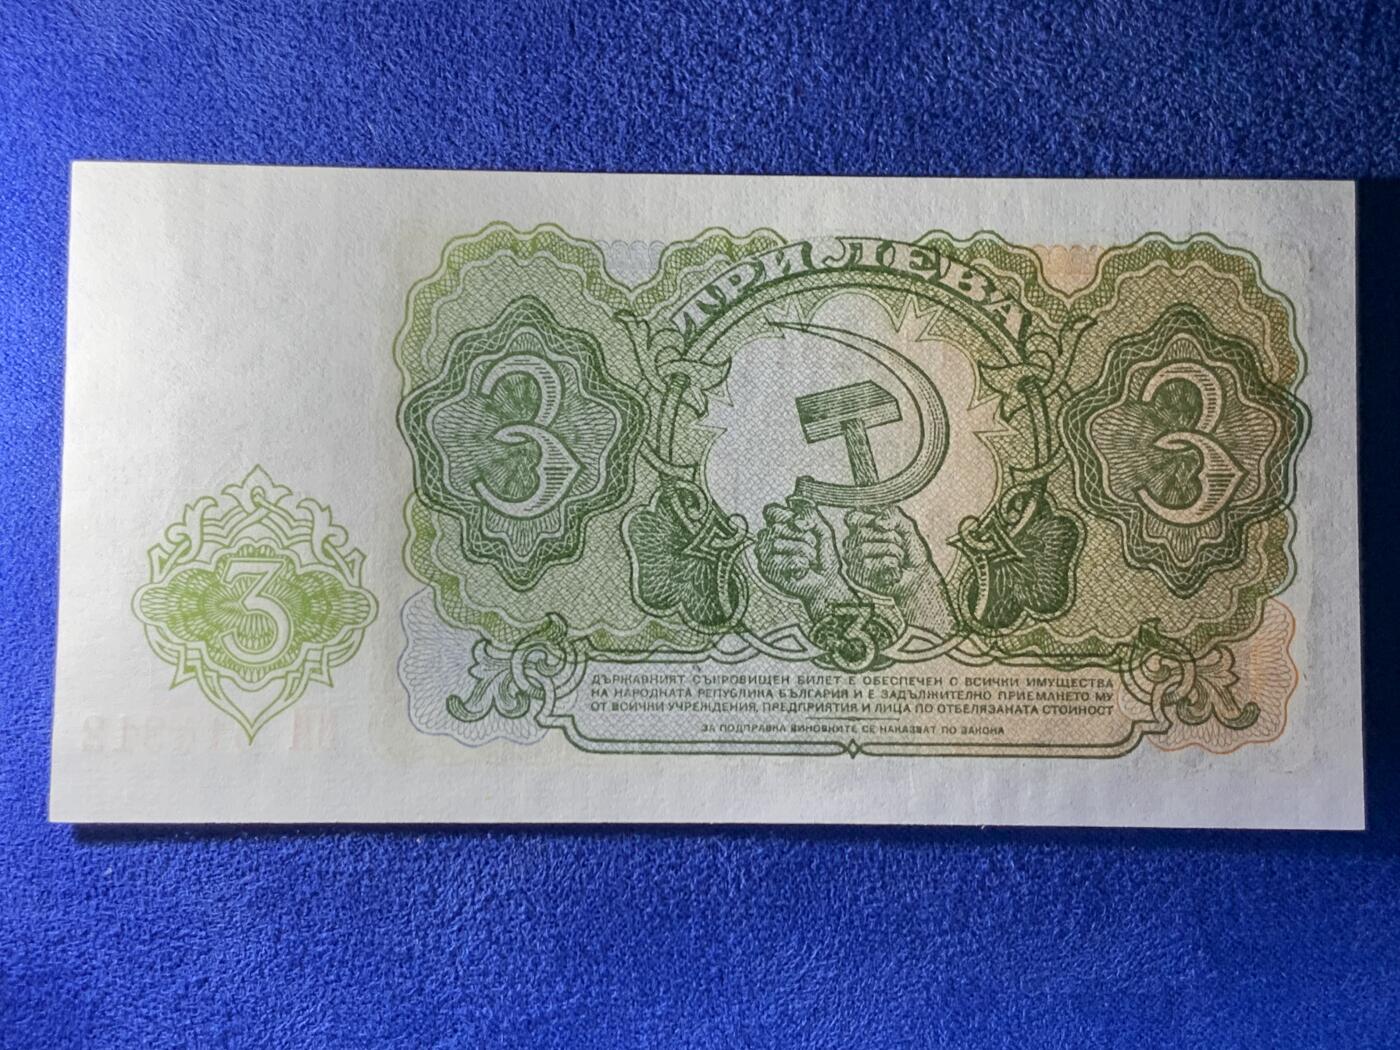 ТРИ ЛЕВА
3
3
3
3
ДЪРЖАВНИЯТ СЪКРОВИЩЕН БИЛЕТ Е ОБЕСПЕЧЕН С ВСИЧКИ ИМУЩЕСТВА
НА НАРОДНАТА РЕПУБЛИКА БЪЛГАРИЯ И Е ЗАДЪЛЖИТЕЛНО ПРИЕМАНЕТО МУ
ОТ ВСИЧКИ УЧРЕЖДЕНИЯ, ПРЕДПРИЯТИЯ И ЛИЦА ПО ОТБЕЛЯЗАНАТА СТОЙНОСТ
ЗА ПОДПРАВКА ВИНОВНИТЕ СЕ НАКАЗВАТ ПО ЗАКОНА